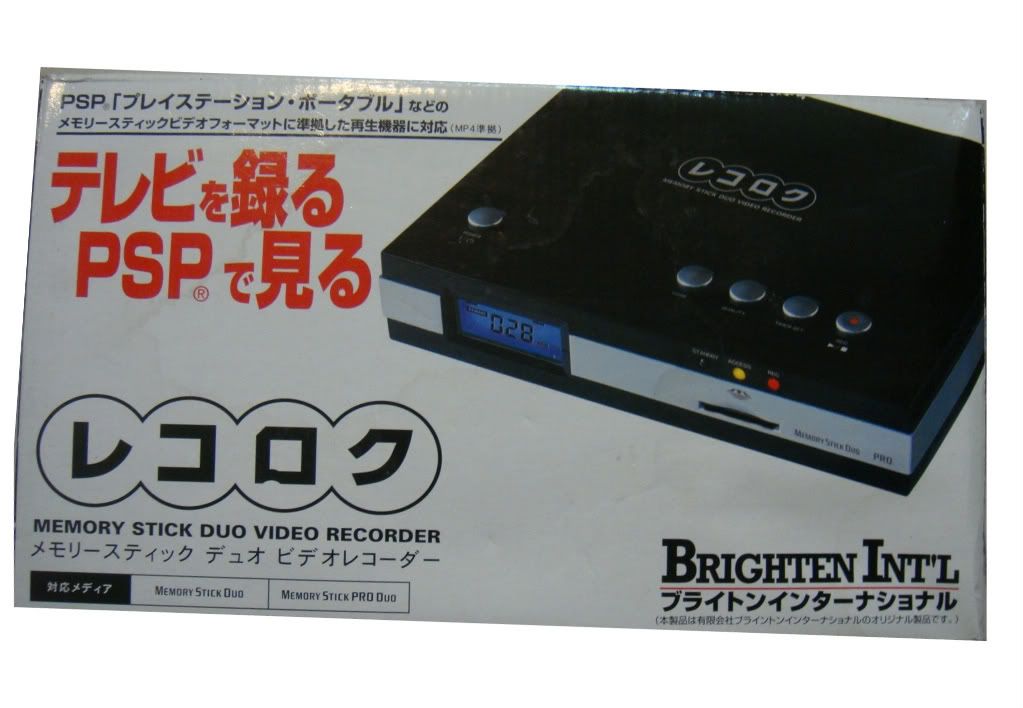 PSP®「プレイステーション・ポータブル」などの
メモリースティックビデオフォーマットに準拠した再生機器に対応(MP4準拠)
テレビを録る
PSP®で見る
レコロク
MEMORY STICK DUO VIDEO RECORDER
028
STANDBY ACCESS REC
MEMORY STICK DUO PRO
レコロク
MEMORY STICK DUO VIDEO RECORDER
メモリースティック デュオ ビデオレコーダー
対応メディア MEMORY STICK DUO MEMORY STICK PRO DUO
BRIGHTEN INT'L
ブライトンインターナショナル
(本製品は有限会社ブライントンインターナショナルのオリジナル製品です。)